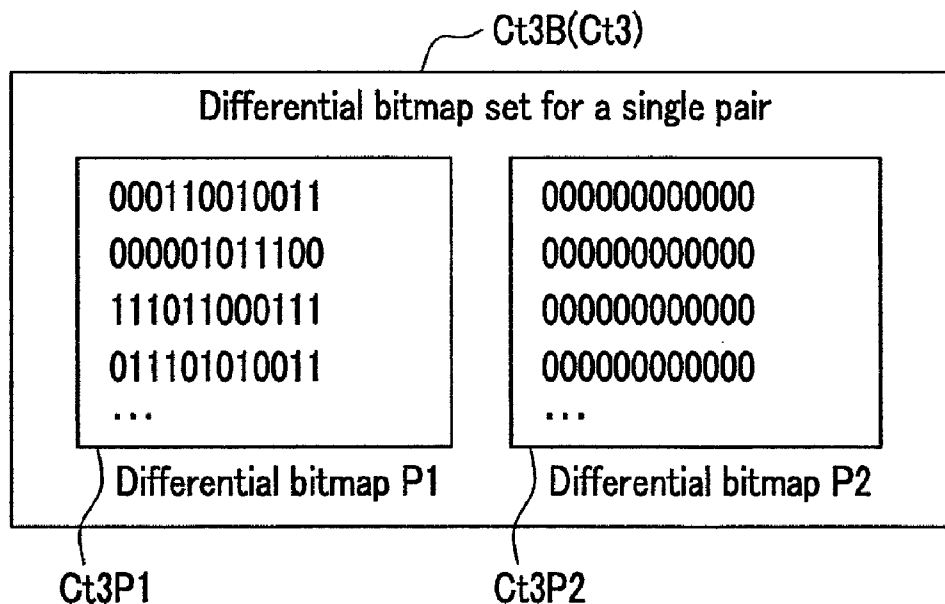 Ct3B(Ct3)
Differential bitmap set for a single pair
000110010011
000001011100
111011000111
011101010011
...
Differential bitmap P1
000000000000
000000000000
000000000000
000000000000
...
Differential bitmap P2
Ct3P1
Ct3P2